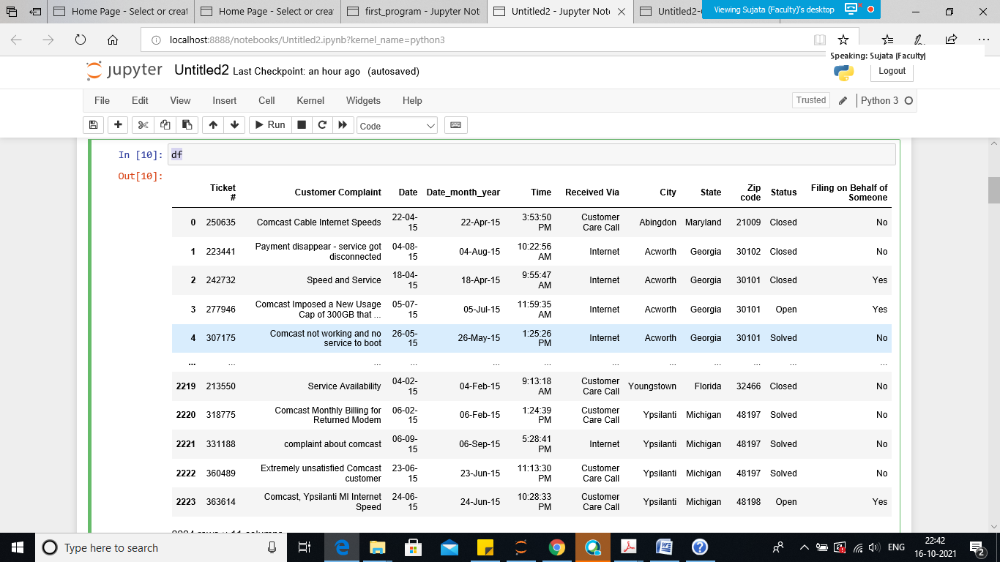 Home Page - Select or creat
Home Page - Select or crea
first_program - Jupyter Not
Untitled2 - Jupyter Note
Untitled2-
Viewing Sujata (Faculty)'s desktop
localhost:8888/notebooks/Untitled2.ipynb?kernel_name=python3
Speaking: Sujata (Faculty)
jupyter Untitled2 Last Checkpoint: an hour ago (autosaved)
Logout
File Edit View Insert Cell Kernel Widgets Help
Trusted Python 3
Run
Code
In [10]: df
Out[10]:
Ticket # Customer Complaint Date Date_month_year Time Received Via City State Zip code Status Filing on Behalf of Someone
0 250635 Comcast Cable Internet Speeds 22-04-15 22-Apr-15 3:53:50 PM Customer Care Call Abingdon Maryland 21009 Closed No
1 223441 Payment disappear - service got disconnected 04-08-15 04-Aug-15 10:22:56 AM Internet Acworth Georgia 30102 Closed No
2 242732 Speed and Service 18-04-15 18-Apr-15 9:55:47 AM Internet Acworth Georgia 30101 Closed Yes
3 277946 Comcast Imposed a New Usage Cap of 300GB that ... 05-07-15 05-Jul-15 11:59:35 AM Internet Acworth Georgia 30101 Open Yes
4 307175 Comcast not working and no service to boot 26-05-15 26-May-15 1:25:26 PM Internet Acworth Georgia 30101 Solved No
... ... ... ... ... ... ... ... ... ... ... ...
2219 213550 Service Availability 04-02-15 04-Feb-15 9:13:18 AM Customer Care Call Youngstown Florida 32466 Closed No
2220 318775 Comcast Monthly Billing for Returned Modem 06-02-15 06-Feb-15 1:24:39 PM Customer Care Call Ypsilanti Michigan 48197 Solved No
2221 331188 complaint about comcast 06-09-15 06-Sep-15 5:28:41 PM Internet Ypsilanti Michigan 48197 Solved No
2222 360489 Extremely unsatisfied Comcast customer 23-06-15 23-Jun-15 11:13:30 PM Customer Care Call Ypsilanti Michigan 48197 Solved No
2223 363614 Comcast, Ypsilanti MI Internet Speed 24-06-15 24-Jun-15 10:28:33 PM Customer Care Call Ypsilanti Michigan 48198 Open Yes
2224 rows × 11 columns
Type here to search
ENG
22:42
16-10-2021
2